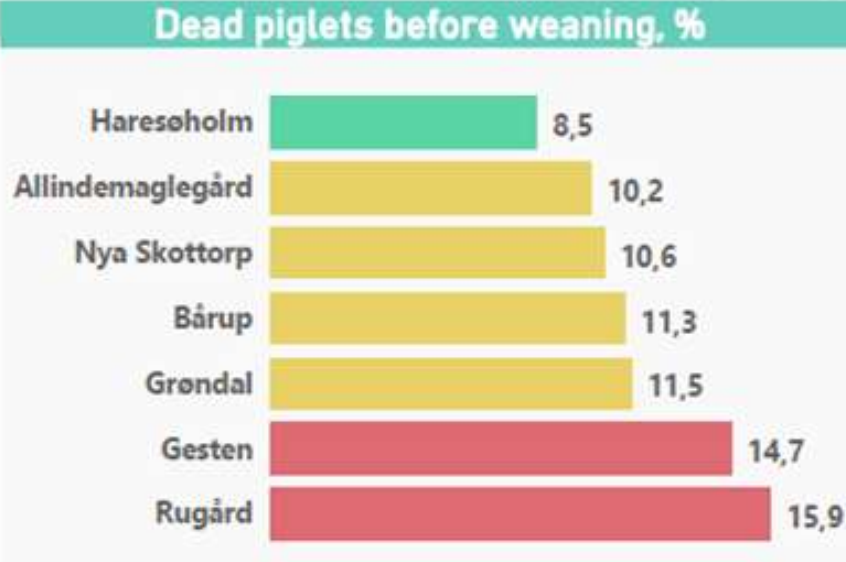 Dead piglets before weaning, %
Haresøholm 8,5
Allindemaglegård 10,2
Nya Skottorp 10,6
Bårup 11,3
Grøndal 11,5
Gesten 14,7
Rugård 15,9